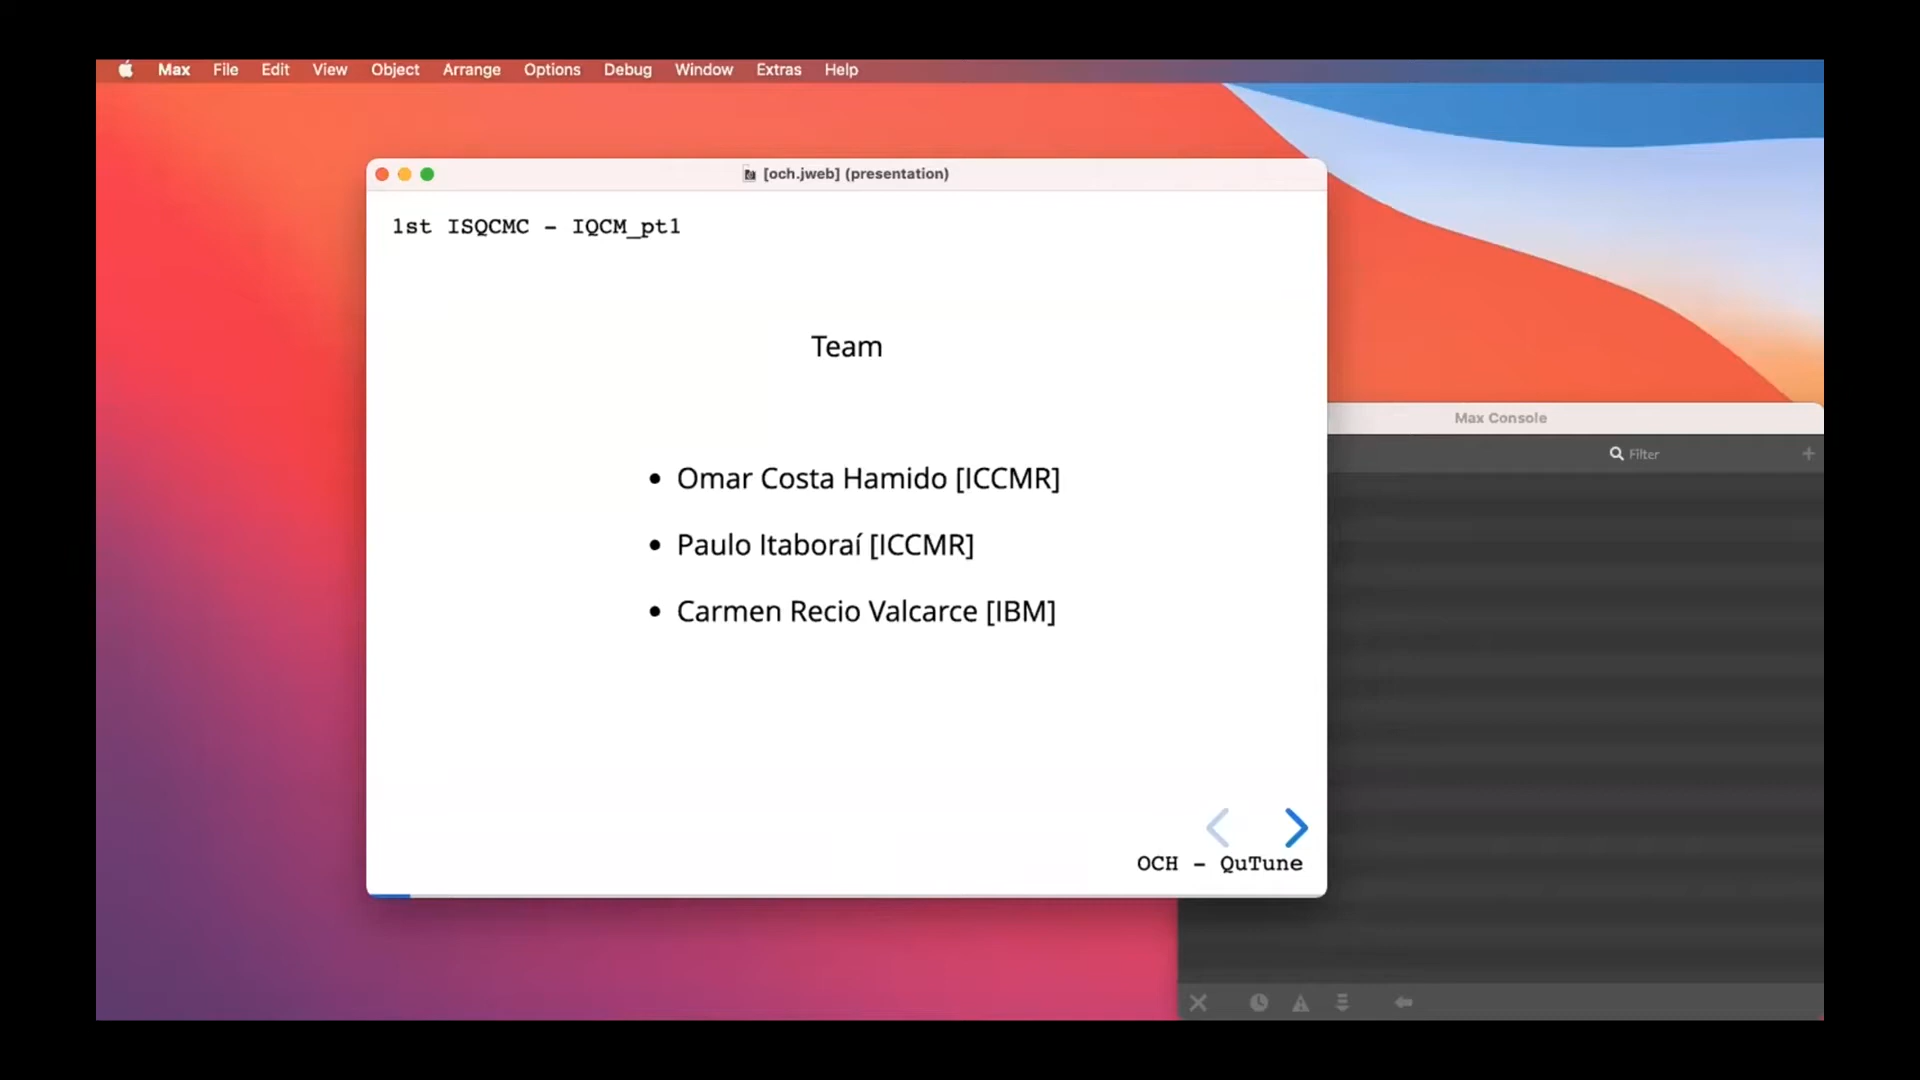 Max File Edit View Object Arrange Options Debug Window Extras Help
[och.jweb] (presentation)
1st ISQCMC - IQCM_pt1
Team
• Omar Costa Hamido [ICCMR]
• Paulo Itaboraí [ICCMR]
• Carmen Recio Valcarce [IBM]
OCH - QuTune
Max Console
Filter